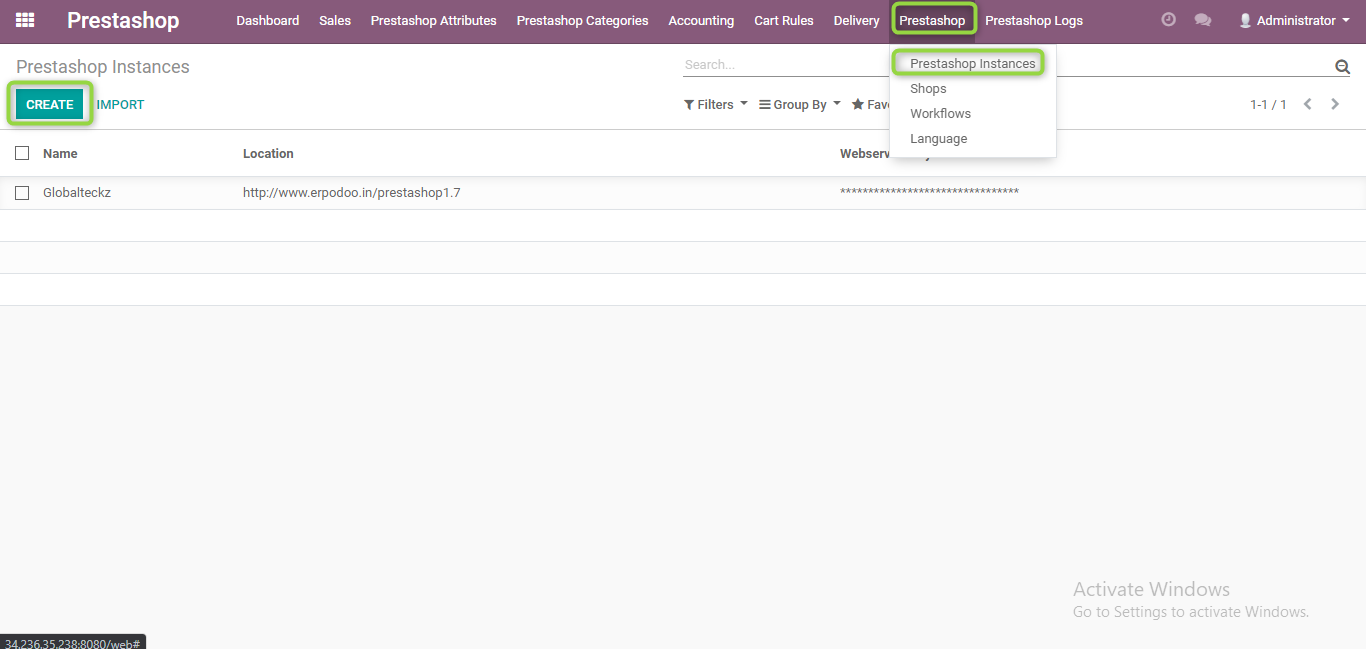 Prestashop Dashboard Sales Prestashop Attributes Prestashop Categories Accounting Cart Rules Delivery Prestashop Prestashop Logs Administrator
Prestashop Instances
Search...
Prestashop Instances
Shops
Workflows
Language
CREATE IMPORT
Filters Group By Favo
1-1 / 1
Name Location Webserv
Globalteckz http://www.erpodoo.in/prestashop1.7 ********************************
Activate Windows
Go to Settings to activate Windows.
34.236.35.238:8080/web#